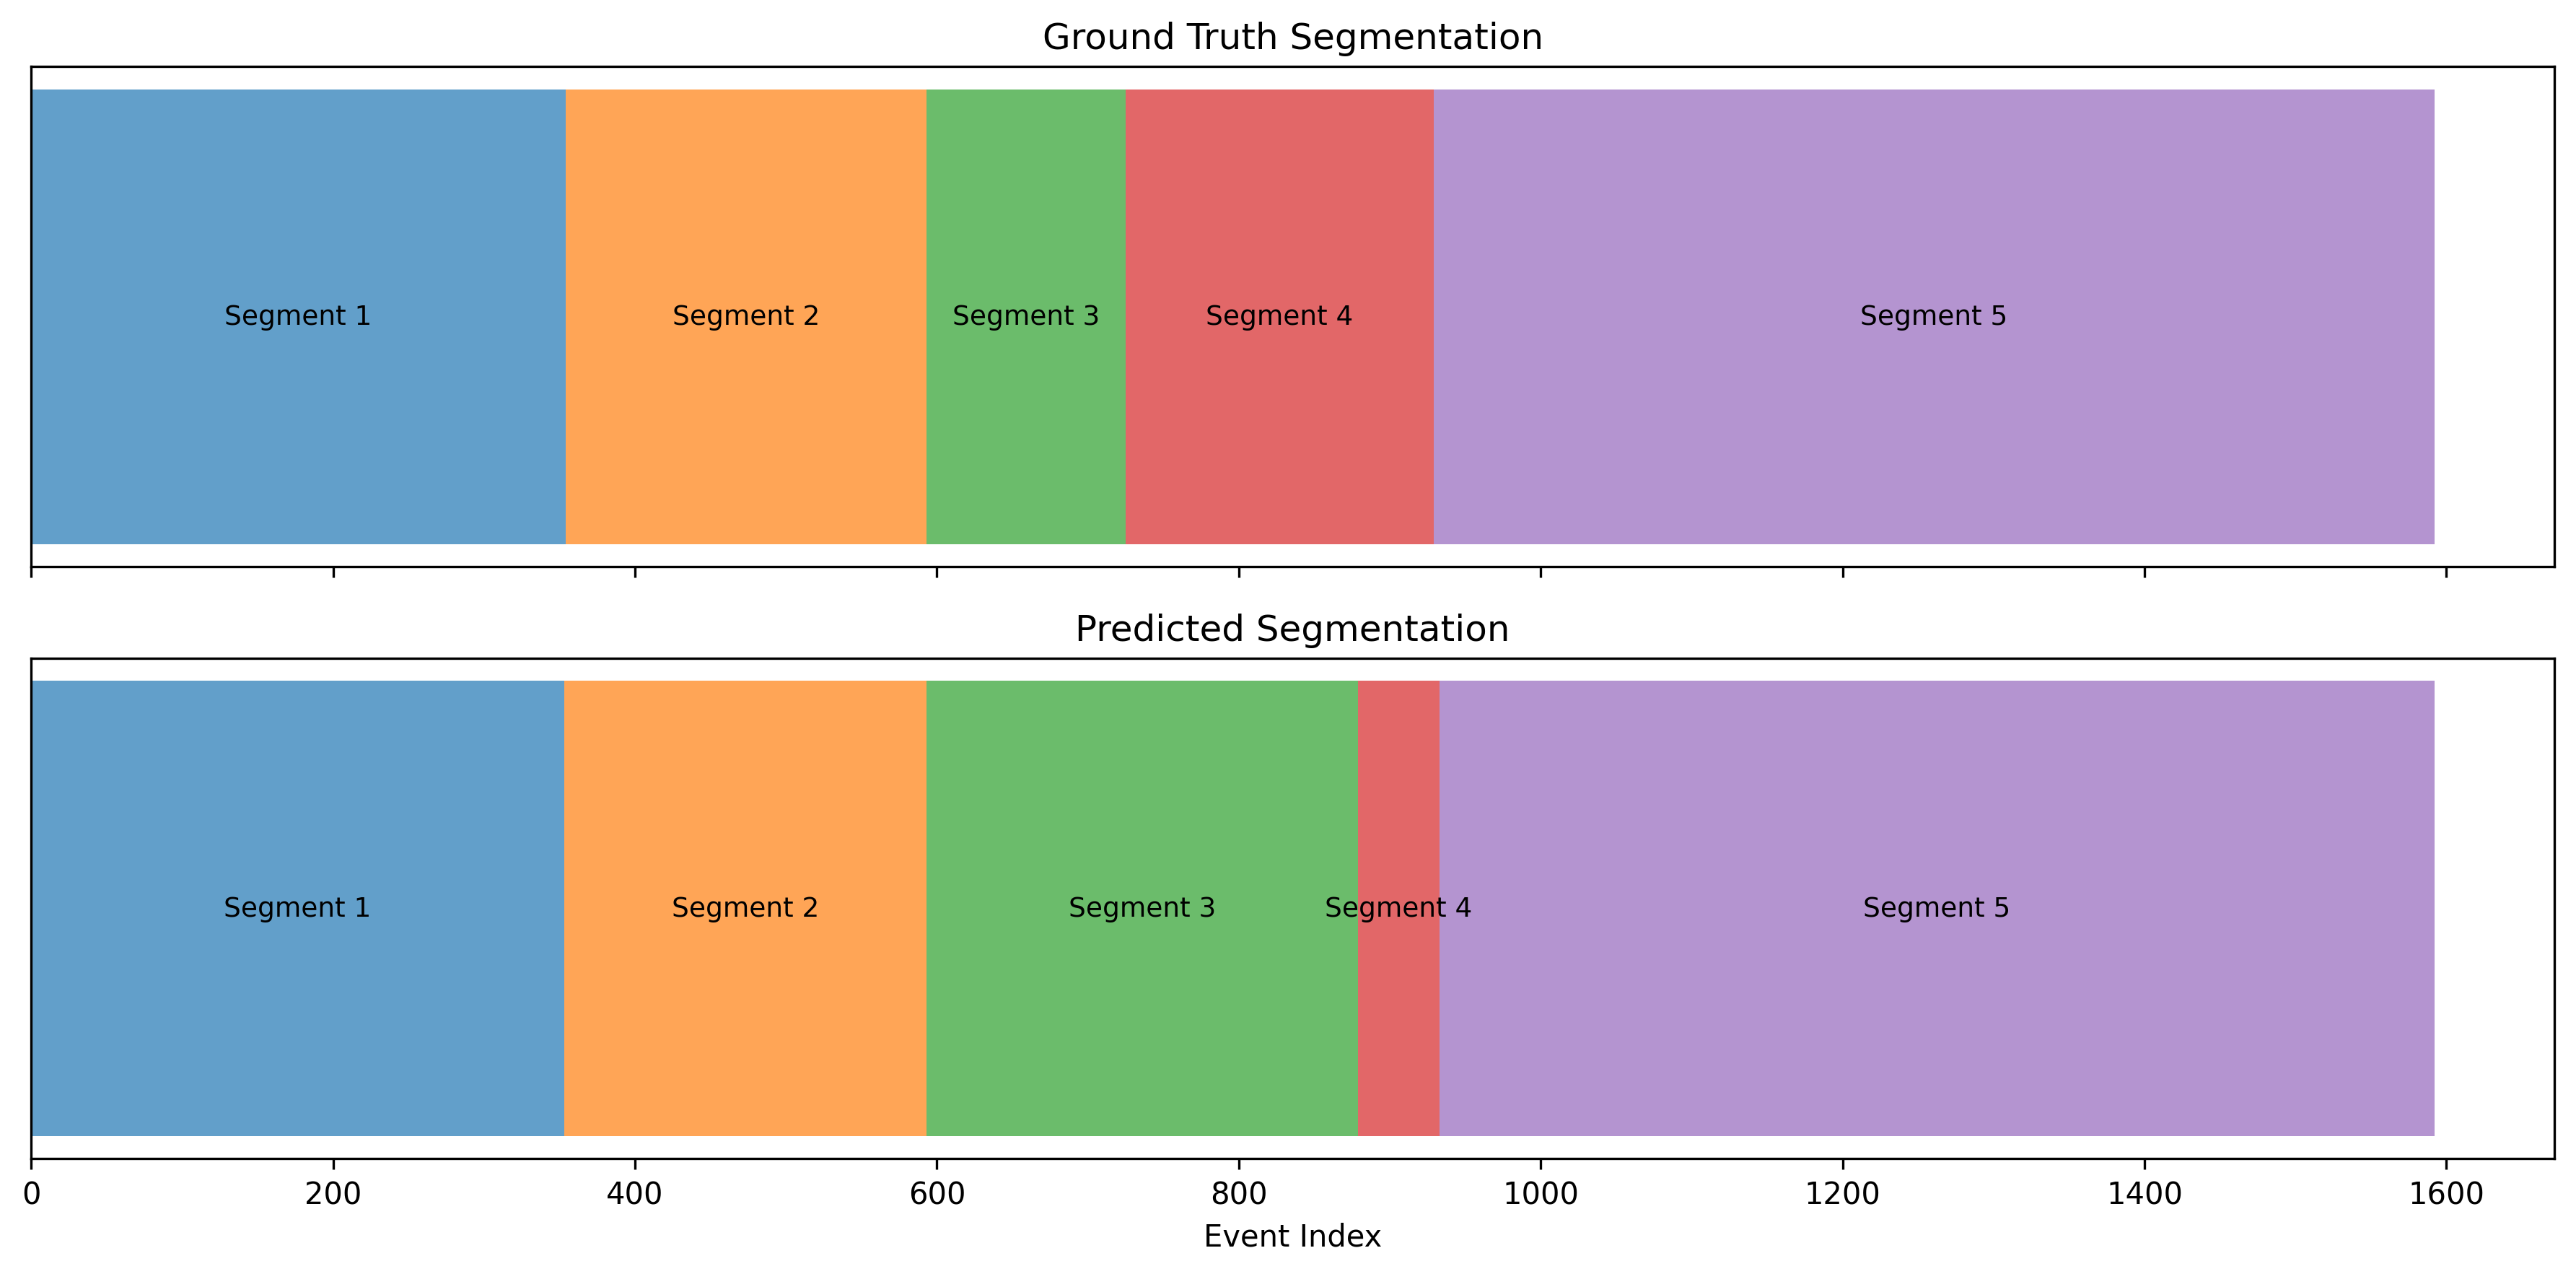 Ground Truth Segmentation
Segment 1 Segment 2 Segment 3 Segment 4 Segment 5
Predicted Segmentation
Segment 1 Segment 2 Segment 3 Segment 4 Segment 5
0 200 400 600 800 1000 1200 1400 1600
Event Index